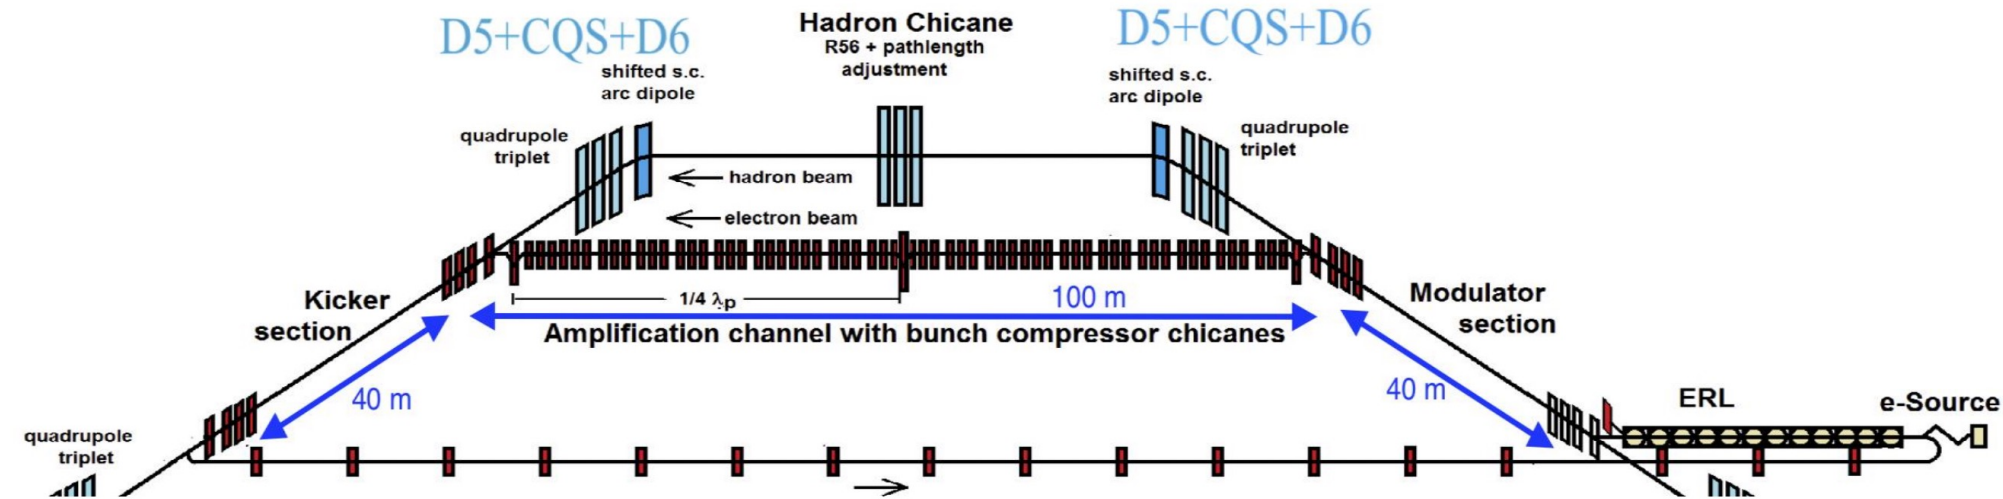 D5+CQS+D6
Hadron Chicane
R56 + pathlength
adjustment
D5+CQS+D6
shifted s.c.
arc dipole
shifted s.c.
arc dipole
quadrupole
triplet
quadrupole
triplet
hadron beam
electron beam
1/4 λp
100 m
Amplification channel with bunch compressor chicanes
Kicker
section
Modulator
section
40 m
40 m
ERL
e-Source
quadrupole
triplet